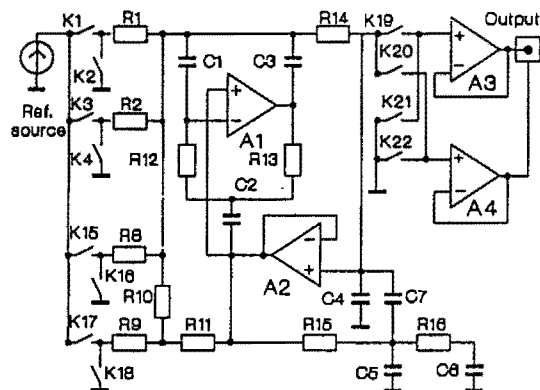 K1
R1
R14
K19
Output
K2
C1
C3
K20
A3
Ref.
source
K3
R2
A1
K21
K4
R12
R13
K22
C2
A4
K15
R8
K16
R10
A2
C4
C7
K17
R9
R11
R15
R16
K18
C5
C6